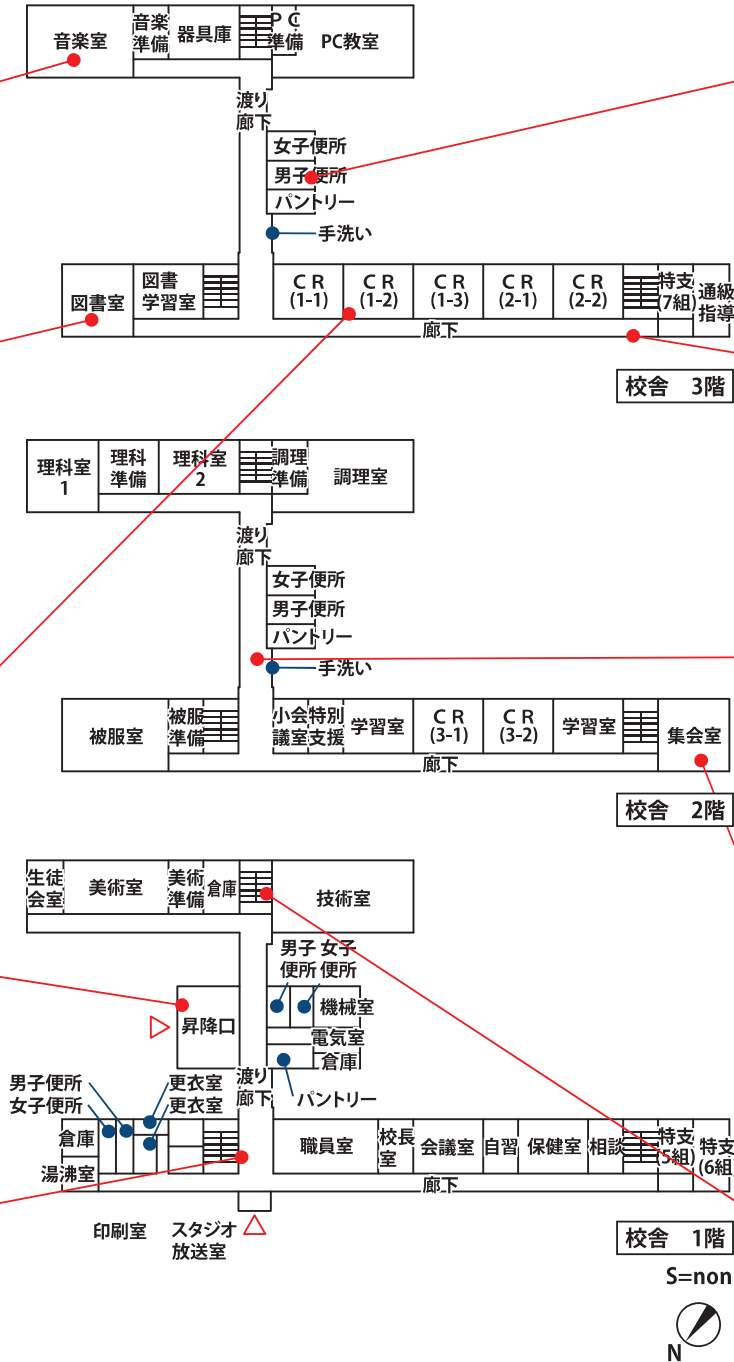 音楽室
音楽
準備
器具庫
PC
準備
PC教室
渡り
廊下
女子便所
男子便所
パントリー
手洗い
図書室
図書
学習室
CR
(1-1)
CR
(1-2)
CR
(1-3)
CR
(2-1)
CR
(2-2)
特支
(7組)
通級
指導
廊下
校舎 3階
理科室
1
理科
準備
理科室
2
調理
準備
調理室
渡り
廊下
女子便所
男子便所
パントリー
手洗い
被服室
被服
準備
小会
議室
特別
支援
学習室
CR
(3-1)
CR
(3-2)
学習室
集会室
廊下
校舎 2階
生徒
会室
美術室
美術
準備
倉庫
技術室
男子
便所
女子
便所
機械室
昇降口
電気室
倉庫
渡り
廊下
パントリー
男子便所
女子便所
更衣室
更衣室
倉庫
湯沸室
職員室
校長
室
会議室
自習
保健室
相談
特支
(5組)
特支
(6組
廊下
印刷室
スタジオ
放送室
校舎 1階
S=non
N